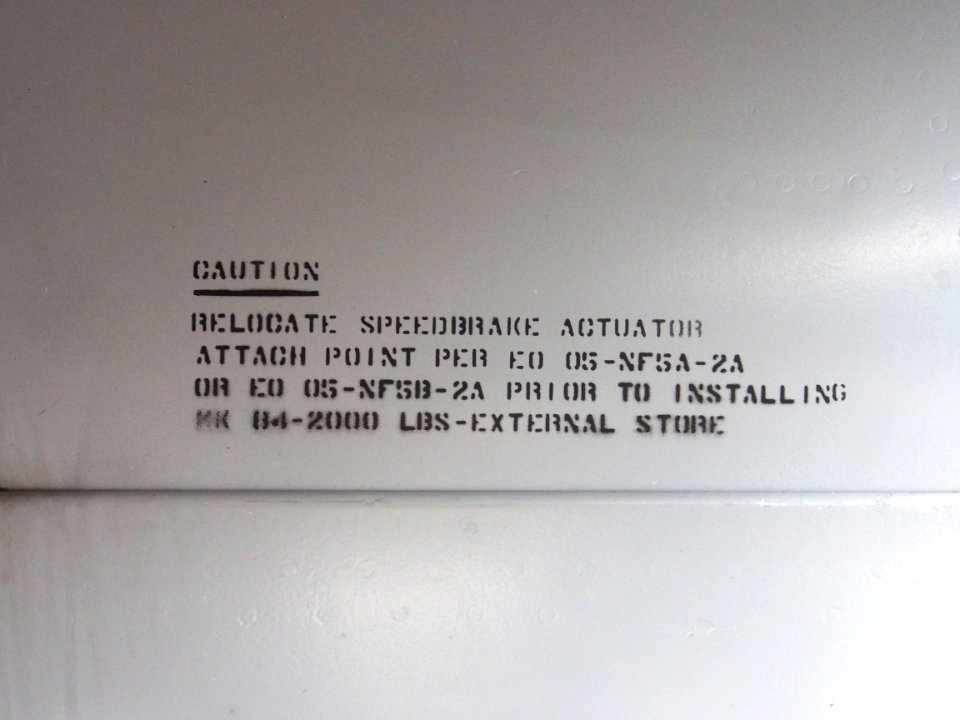 CAUTION
RELOCATE SPEEDBRAKE ACTUATOR
ATTACH POINT PER EO 05-NF5A-2A
OR EO 05-NF5B-2A PRIOR TO INSTALLING
MK 84-2000 LBS-EXTERNAL STORE